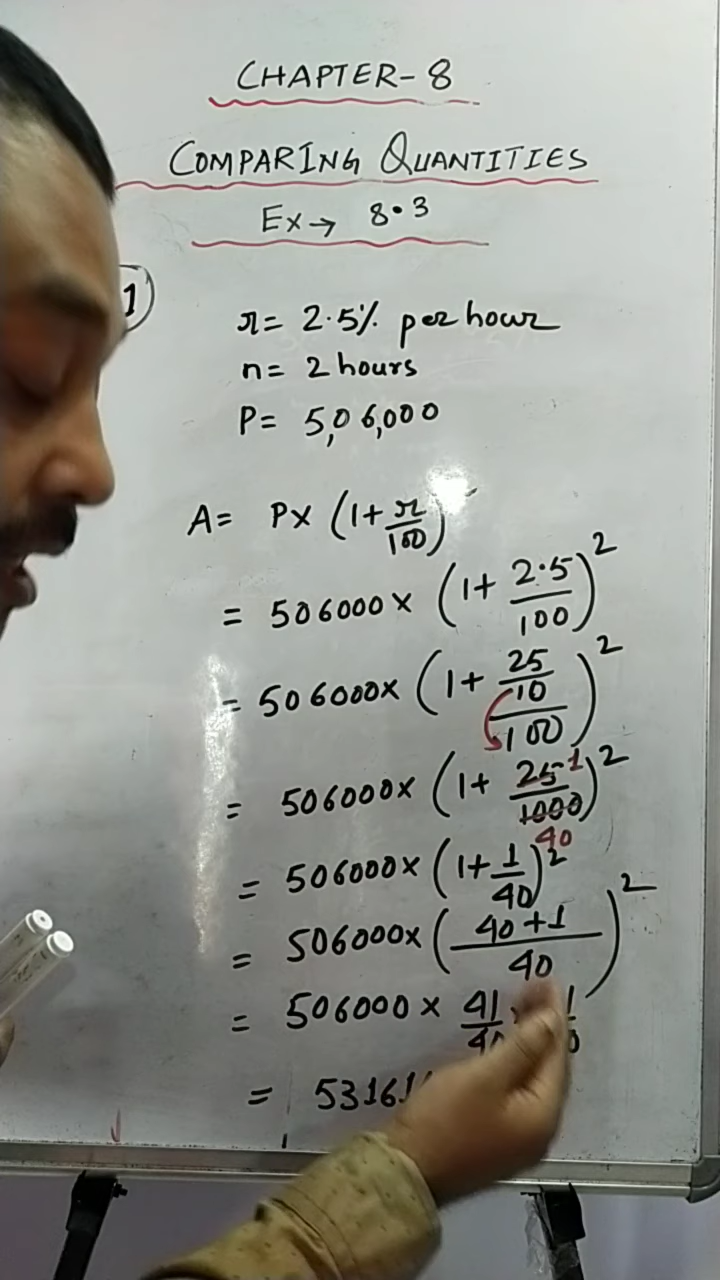 CHAPTER-8
COMPARING QUANTITIES
Ex→ 8.3
1)
r= 2.5% per hour
n= 2 hours
P= 5,06,000
A= P× (1+ r/100)
= 506000× (1+ 2.5/100)²
= 506000× (1+ 25/10/100)²
= 506000× (1+ 25/1000)² 1 40
= 506000× (1+ 1/40)²
= 506000× (40+1/40)²
= 506000 × 41/40
= 53161